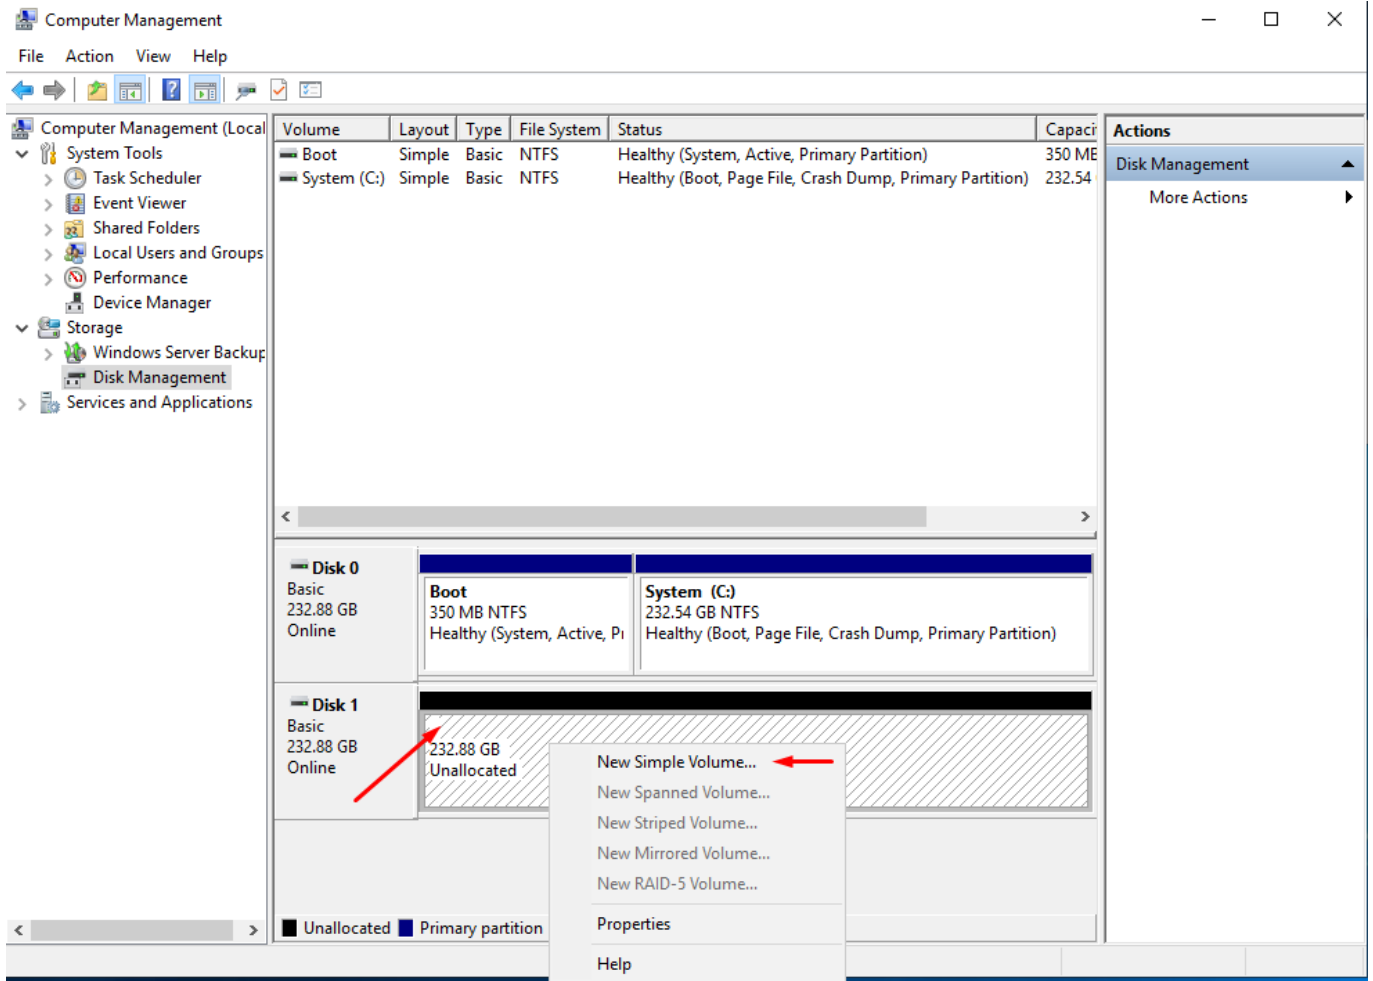 Computer Management
File Action View Help
Computer Management (Local
System Tools
Task Scheduler
Event Viewer
Shared Folders
Local Users and Groups
Performance
Device Manager
Storage
Windows Server Backup
Disk Management
Services and Applications
Volume Layout Type File System Status Capaci
Boot Simple Basic NTFS Healthy (System, Active, Primary Partition) 350 MB
System (C:) Simple Basic NTFS Healthy (Boot, Page File, Crash Dump, Primary Partition) 232.54
Actions
Disk Management
More Actions
Disk 0
Basic
232.88 GB
Online
Boot
350 MB NTFS
Healthy (System, Active, Pr
System (C:)
232.54 GB NTFS
Healthy (Boot, Page File, Crash Dump, Primary Partition)
Disk 1
Basic
232.88 GB
Online
232.88 GB
Unallocated
New Simple Volume...
New Spanned Volume...
New Striped Volume...
New Mirrored Volume...
New RAID-5 Volume...
Properties
Help
Unallocated Primary partition